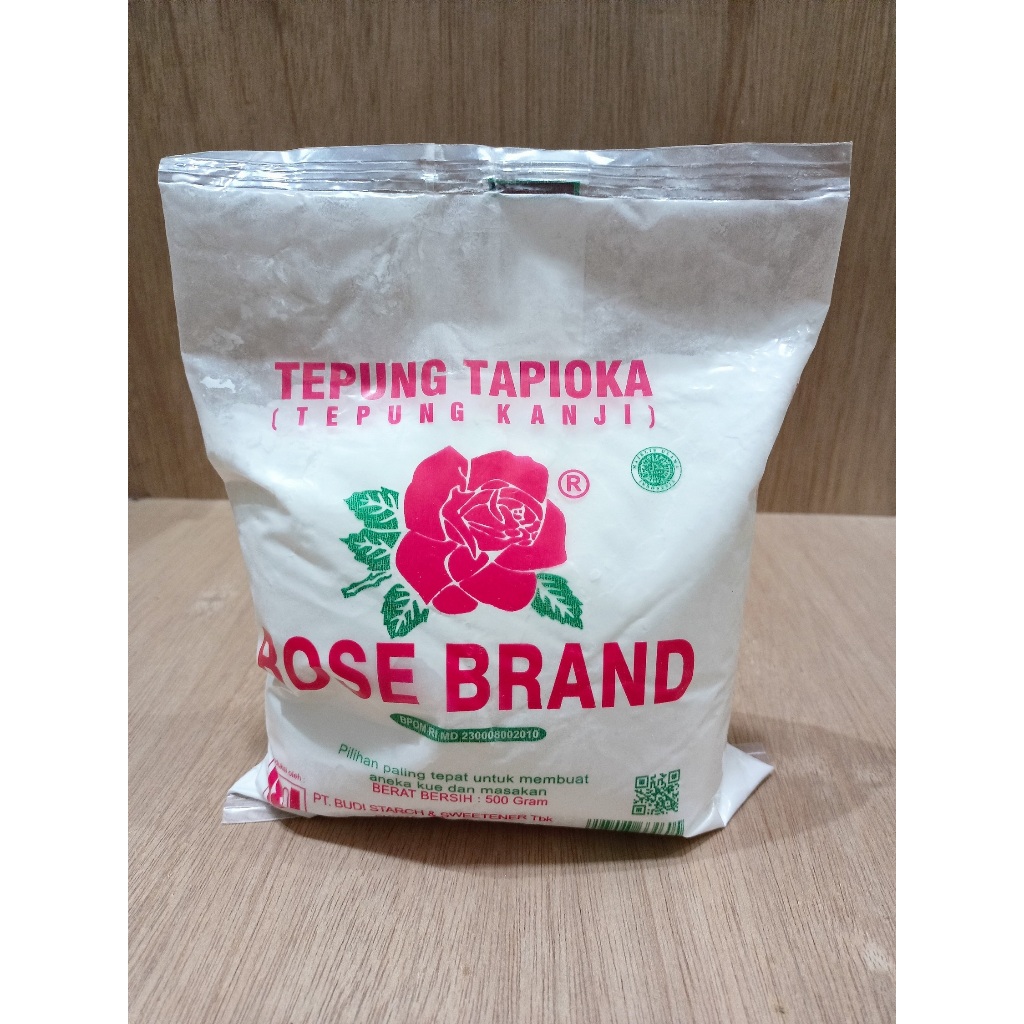 TEPUNG TAPIOKA
(TEPUNG KANJI)
®
ROSE BRAND
BPOM RI MD 230008002010
Pilihan paling tepat untuk membuat
aneka kue dan masakan
BERAT BERSIH : 500 Gram
oleh :
PT. BUDI STARCH & SWEETENER Tbk